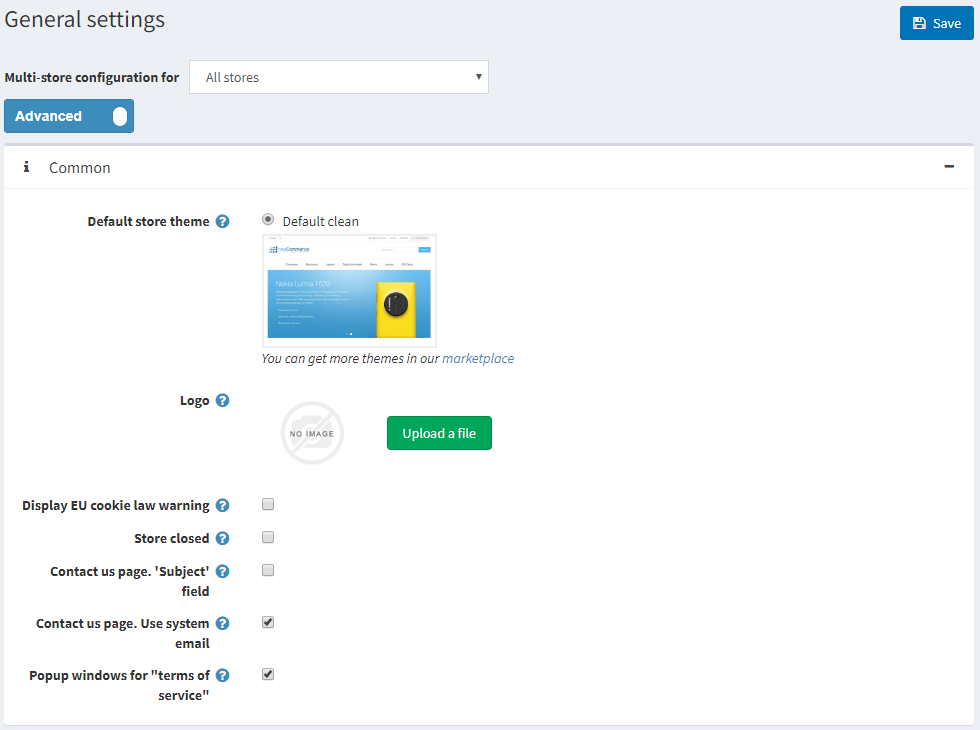 General settings
Save
Multi-store configuration for
All stores
Advanced
Common
Default store theme
Default clean
Nokia Lumia 1020
You can get more themes in our marketplace
Logo
NO IMAGE
Upload a file
Display EU cookie law warning
Store closed
Contact us page. 'Subject'
field
Contact us page. Use system
email
Popup windows for "terms of
service"